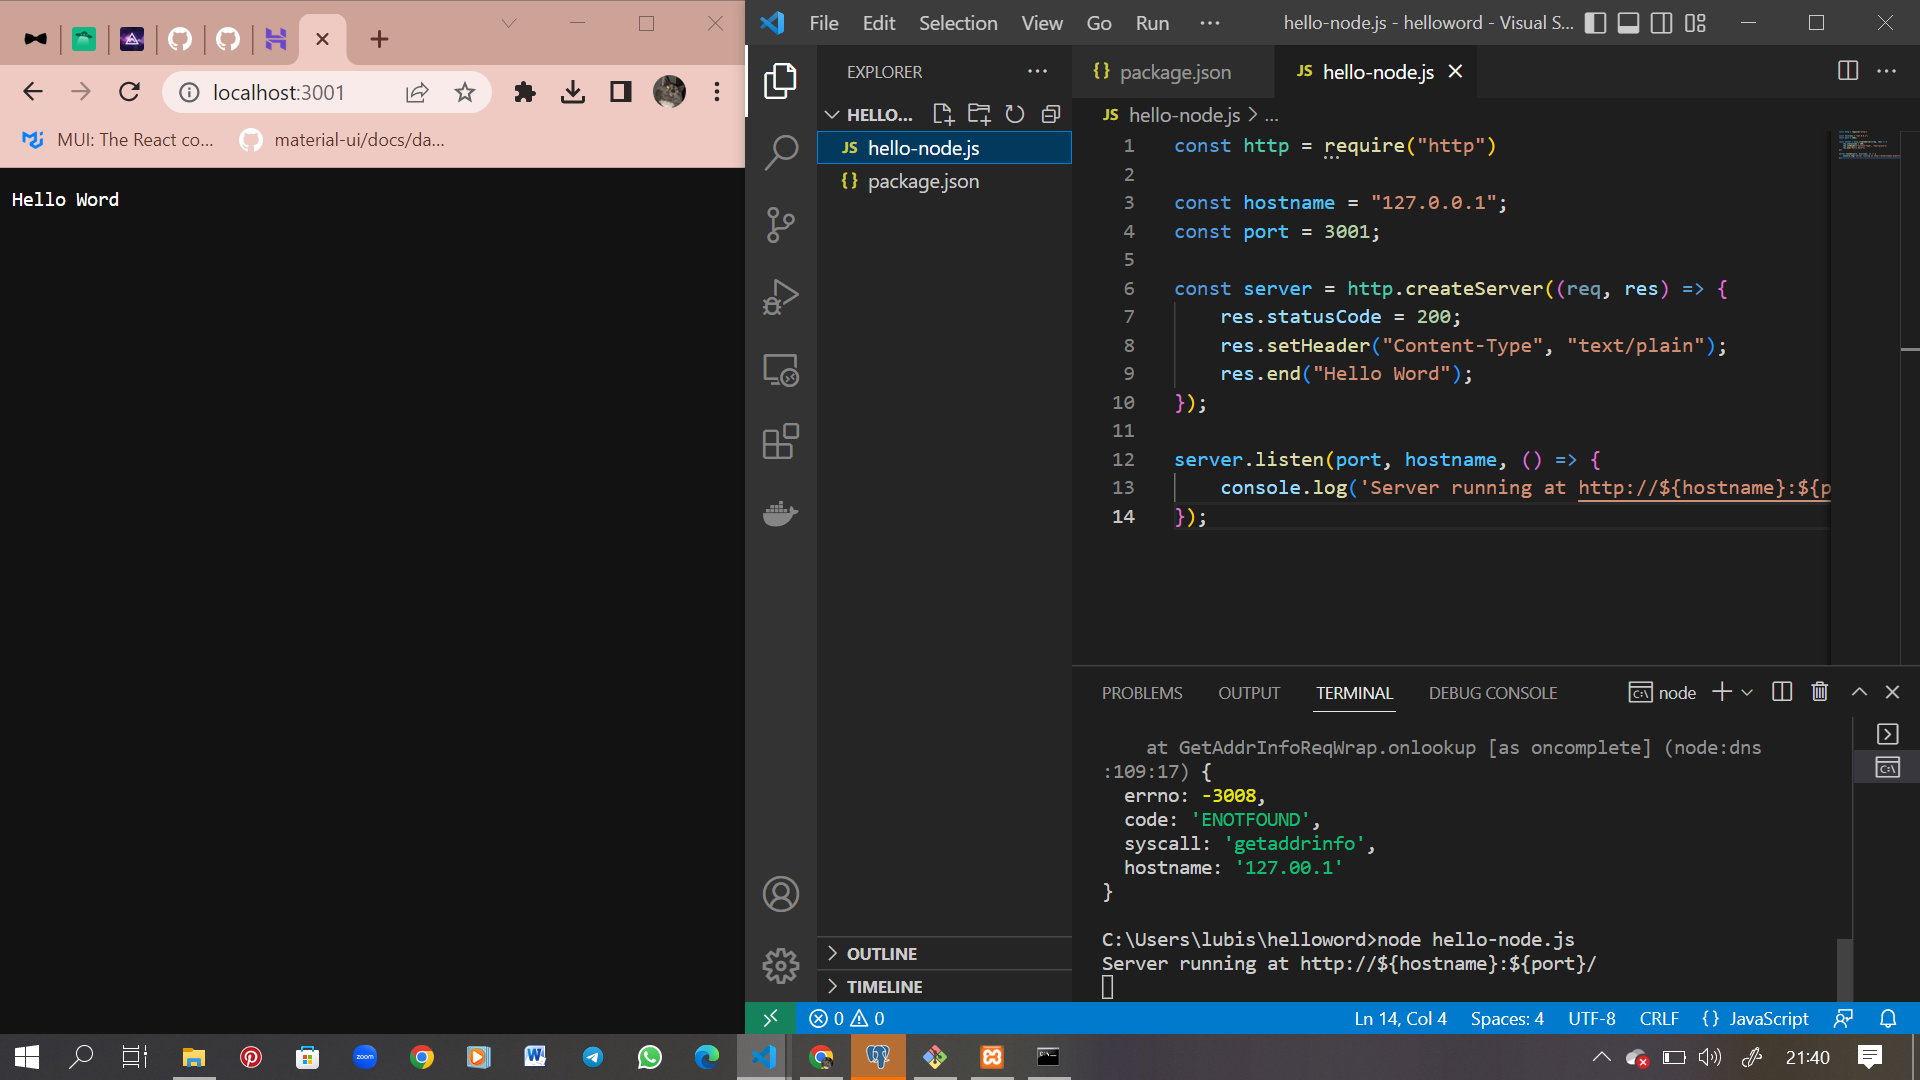 localhost:3001
MUI: The React co...
material-ui/docs/da...
Hello Word
File Edit Selection View Go Run ...
hello-node.js - helloword - Visual S...
EXPLORER
HELLO...
JS hello-node.js
{} package.json
OUTLINE
TIMELINE
{} package.json
JS hello-node.js
JS hello-node.js > ...
1 const http = require("http")
2
3 const hostname = "127.0.0.1";
4 const port = 3001;
5
6 const server = http.createServer((req, res) => {
7 res.statusCode = 200;
8 res.setHeader("Content-Type", "text/plain");
9 res.end("Hello Word");
10 });
11
12 server.listen(port, hostname, () => {
13 console.log('Server running at http://${hostname}:${p
14 });
PROBLEMS OUTPUT TERMINAL DEBUG CONSOLE
node
at GetAddrInfoReqWrap.onlookup [as oncomplete] (node:dns
:109:17) {
errno: -3008,
code: 'ENOTFOUND',
syscall: 'getaddrinfo',
hostname: '127.00.1'
}
C:\Users\lubis\helloword>node hello-node.js
Server running at http://${hostname}:${port}/
0 0
Ln 14, Col 4 Spaces: 4 UTF-8 CRLF {} JavaScript
zoom
21:40